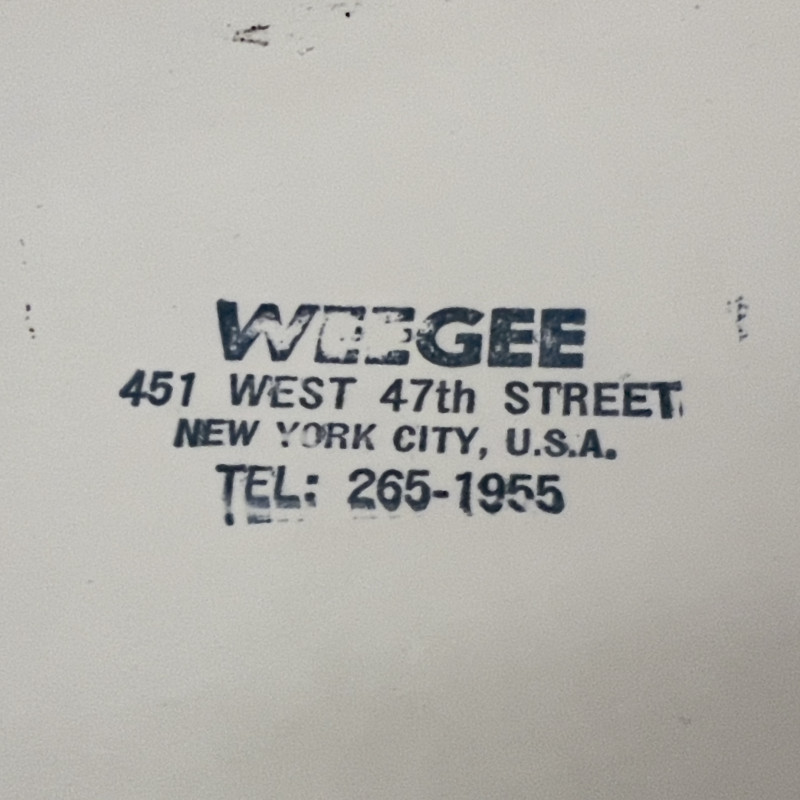 WEEGEE
451 WEST 47th STREET
NEW YORK CITY, U.S.A.
TEL: 265-1955